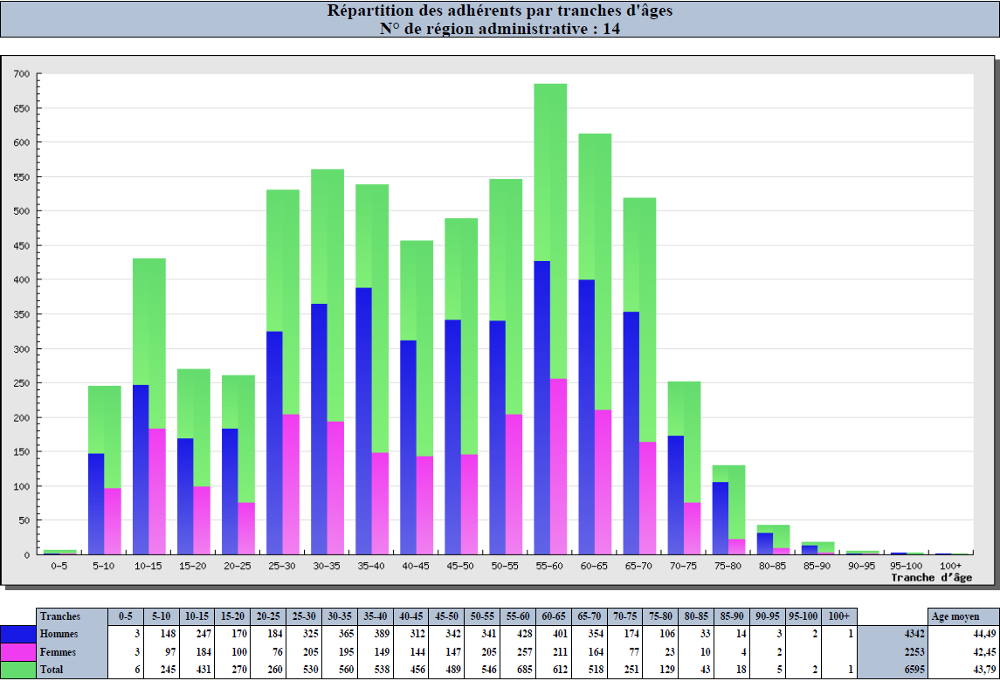 Répartition des adhérents par tranches d'âges
N° de région administrative : 14
700
650
600
550
500
450
400
350
300
250
200
150
100
50
0
0-5 5-10 10-15 15-20 20-25 25-30 30-35 35-40 40-45 45-50 50-55 55-60 60-65 65-70 70-75 75-80 80-85 85-90 90-95 95-100 100+
Tranche d'âge
Tranches 0-5 5-10 10-15 15-20 20-25 25-30 30-35 35-40 40-45 45-50 50-55 55-60 60-65 65-70 70-75 75-80 80-85 85-90 90-95 95-100 100+ Age moyen
Hommes 3 148 247 170 184 325 365 389 312 342 341 428 401 354 174 106 33 14 3 2 1 4342 44,49
Femmes 3 97 184 100 76 205 195 149 144 147 205 257 211 164 77 23 10 4 2 2253 42,45
Total 6 245 431 270 260 530 560 538 456 489 546 685 612 518 251 129 43 18 5 2 1 6595 43,79